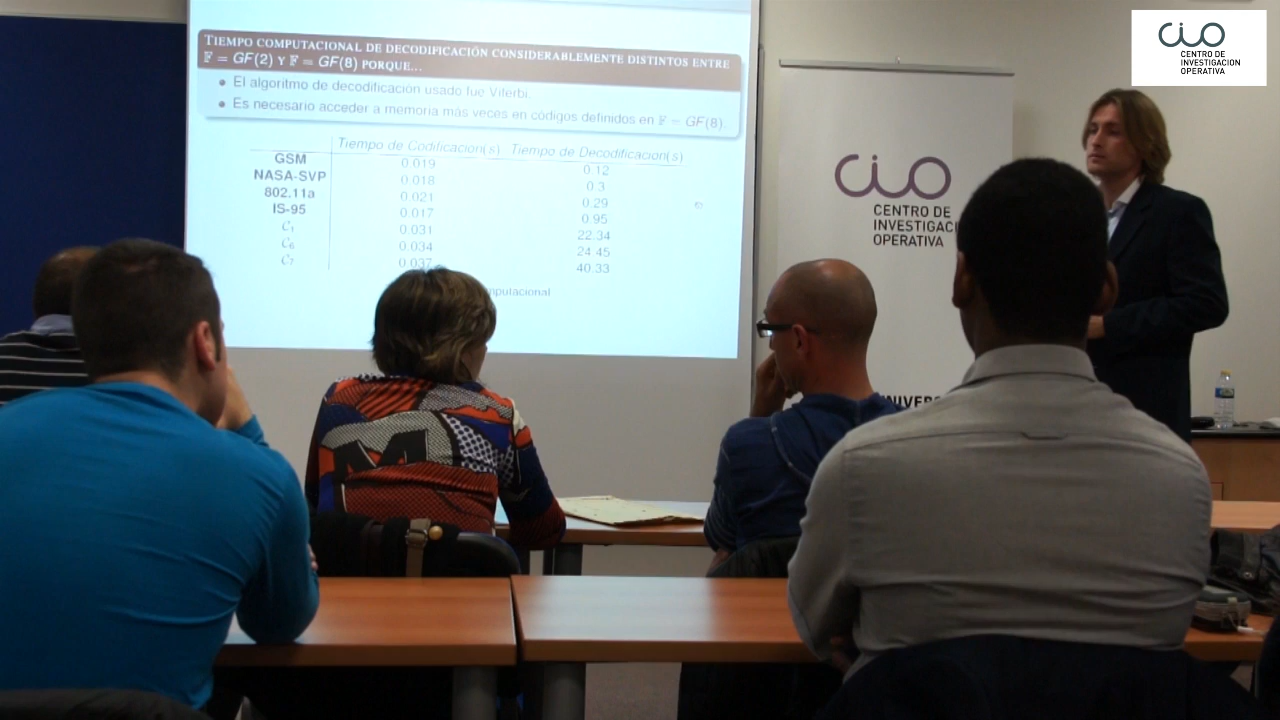 TIEMPO COMPUTACIONAL DE DECODIFICACIÓN CONSIDERABLEMENTE DISTINTOS ENTRE
𝔽 = GF(2) Y 𝔽 = GF(8) PORQUE...
El algoritmo de decodificación usado fue Viterbi.
Es necesario acceder a memoria más veces en códigos definidos en 𝔽 = GF(8).
Tiempo de Codificacion(s) Tiempo de Decodificacion(s)
GSM 0.019 0.12
NASA-SVP 0.018 0.3
802.11a 0.021 0.29
IS-95 0.017 0.95
C1 0.031 22.34
C6 0.034 24.45
C7 0.037 40.33
CIO
CENTRO DE
INVESTIGACI
OPERATIVA
CIO
CENTRO DE
INVESTIGACION
OPERATIVA
M